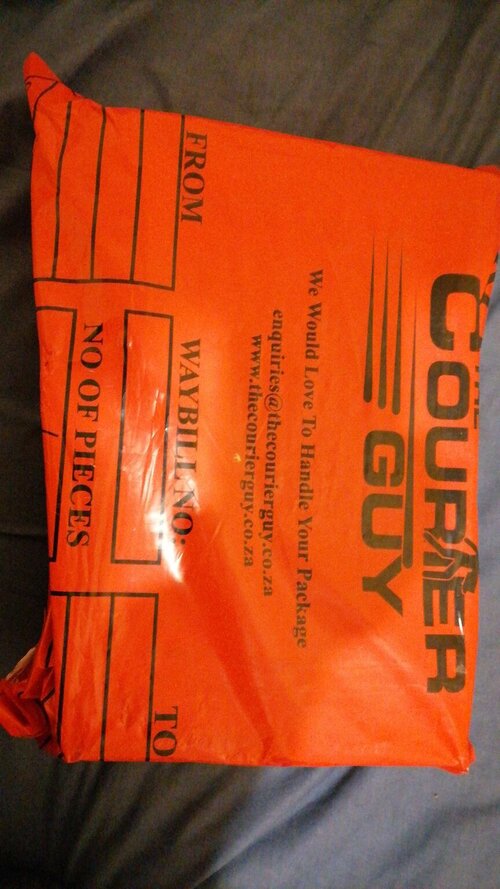 THE
COURIER
GUY
We Would Love To Handle Your Package
enquiries@thecourierguy.co.za
www.thecourierguy.co.za
FROM
WAYBILL NO:
TO
NO OF PIECES